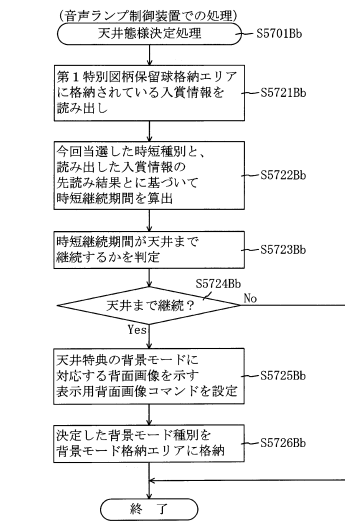 (音声ランプ制御装置での処理)
天井態様決定処理
S5701Bb
第1特別図柄保留球格納エリア
に格納されている入賞情報を
読み出し
S5721Bb
今回当選した時短種別と、
読み出した入賞情報の
先読み結果とに基づいて
時短継続期間を算出
S5722Bb
時短継続期間が天井まで
継続するかを判定
S5723Bb
S5724Bb
天井まで継続?
No
Yes
天井特典の背景モードに
対応する背面画像を示す
表示用背面画像コマンドを設定
S5725Bb
決定した背景モード種別を
背景モード格納エリアに格納
S5726Bb
終 了